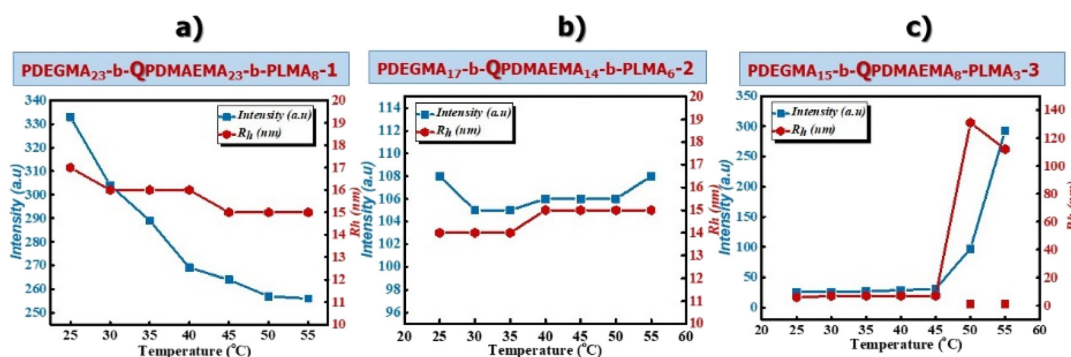 a)
b)
c)
PDEGMA23-b-QPDMAEMA23-b-PLMA8-1
PDEGMA17-b-QPDMAEMA14-b-PLMA6-2
PDEGMA15-b-QPDMAEMA8-PLMA3-3
Intensity (a.u)
340
330
320
310
300
290
280
270
260
250
Intensity (a.u)
Rh (nm)
20
19
18
17
16
15
14
13
12
11
10
Rh (nm)
25 30 35 40 45 50 55
Temperature (°C)
Intensity (a.u)
114
112
110
108
106
104
102
100
98
96
Intensity (a.u)
Rh (nm)
20
19
18
17
16
15
14
13
12
11
10
Rh (nm)
20 25 30 35 40 45 50 55 60
Temperature (°C)
Intensity (a.u)
350
300
250
200
150
100
50
0
Intensity (a.u)
Rh (nm)
140
120
100
80
60
40
20
0
Rh (nm)
20 25 30 35 40 45 50 55 60
Temperature (°C)